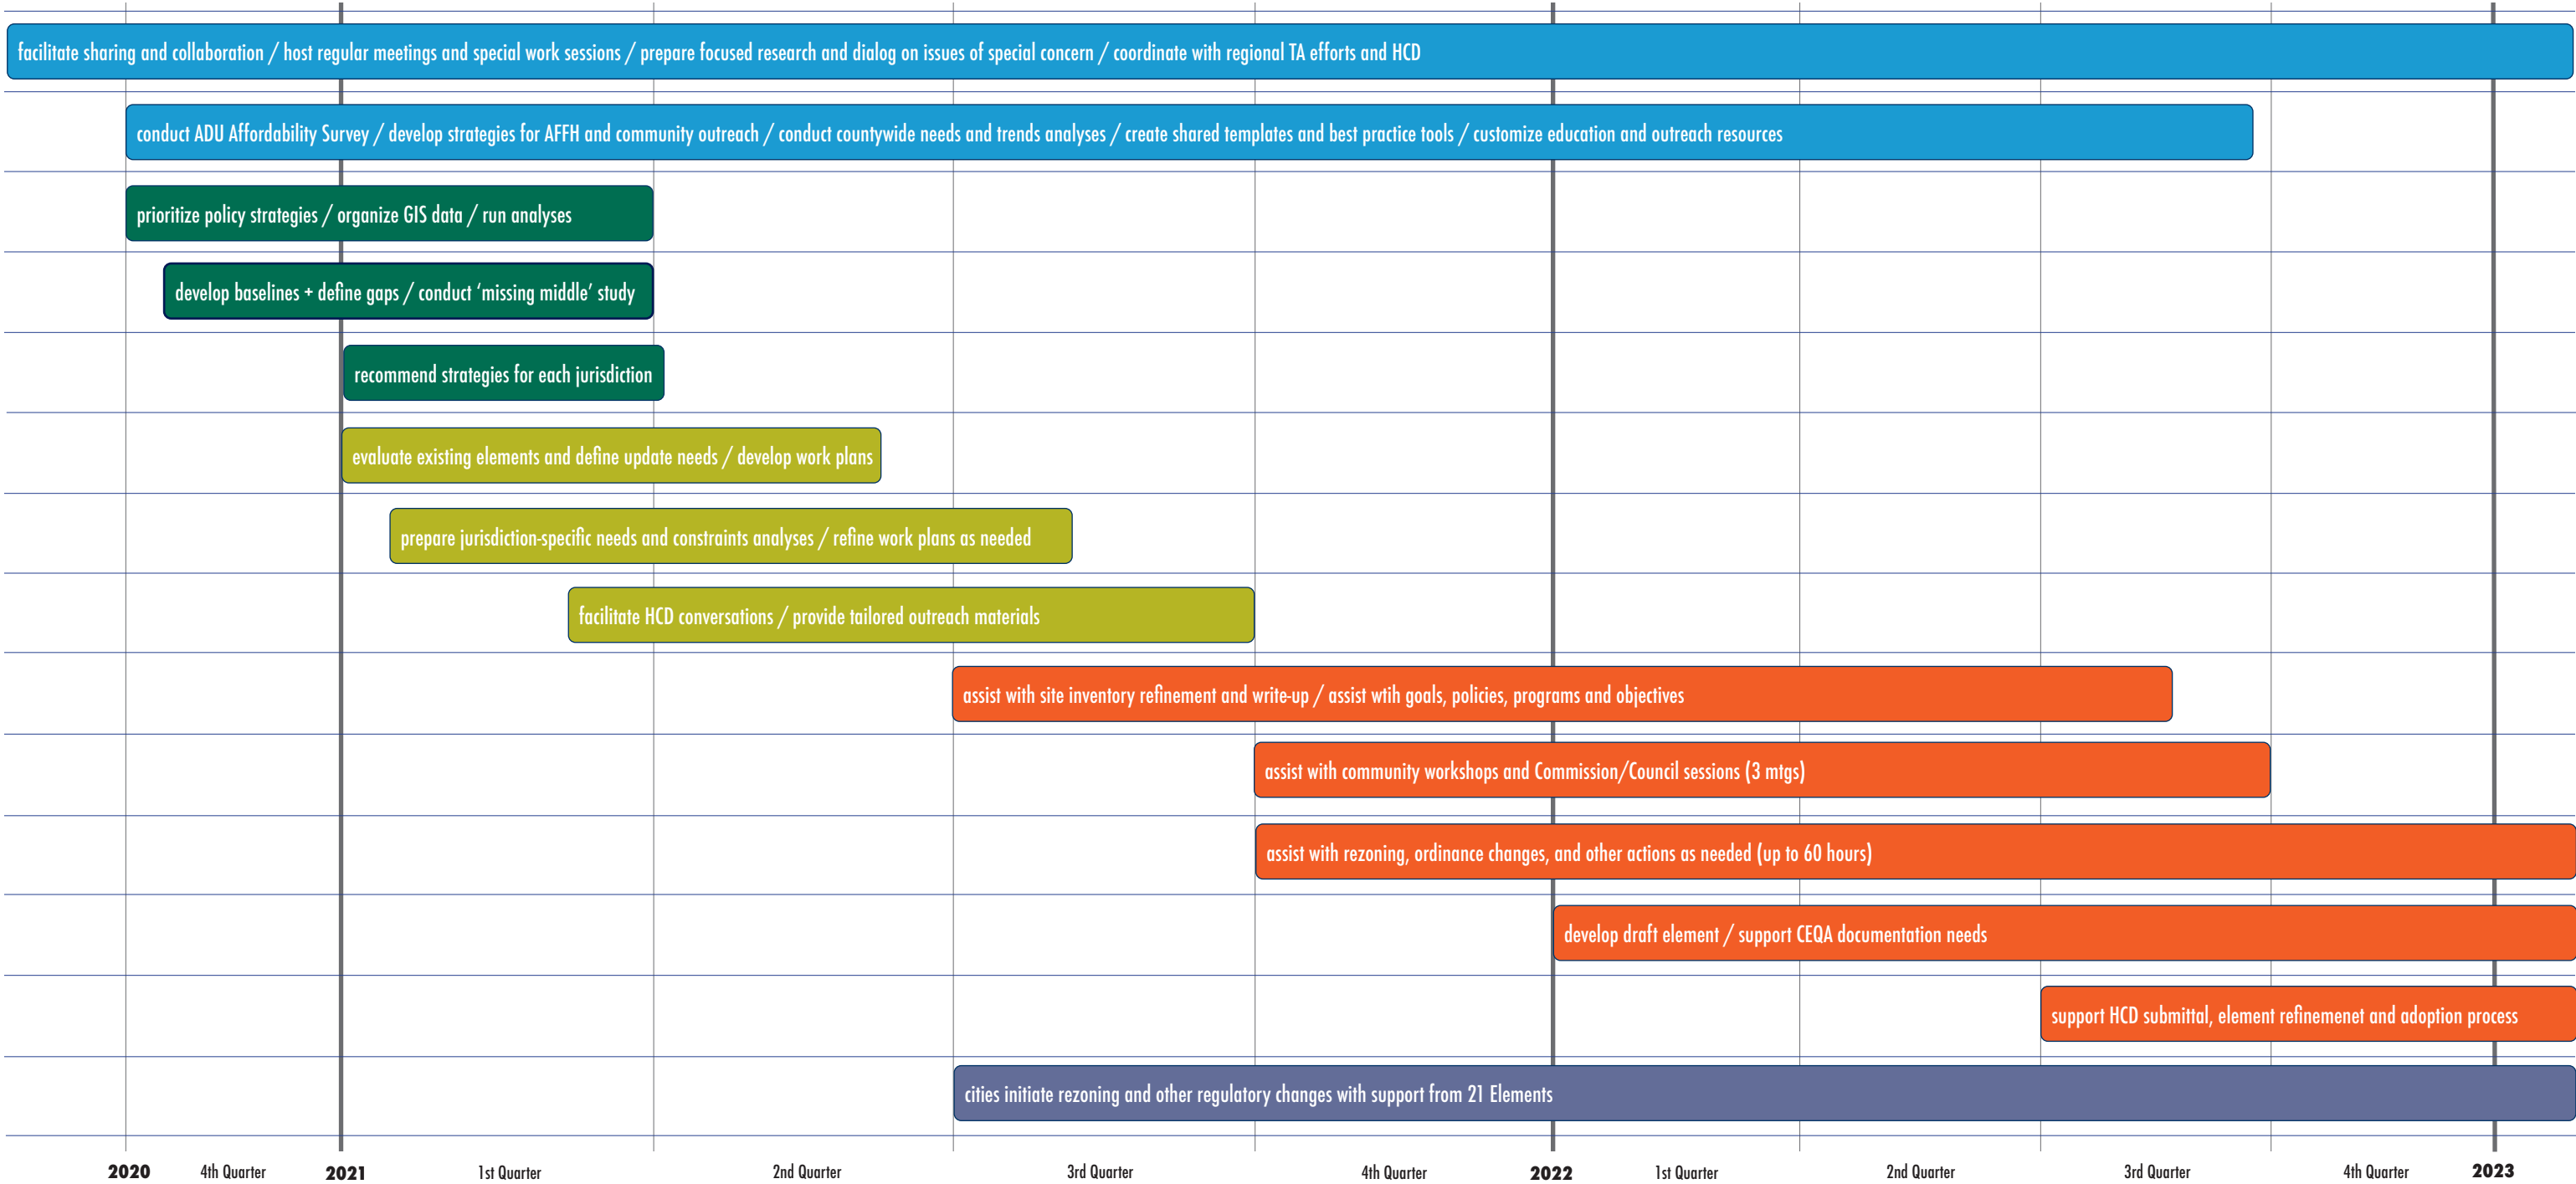 facilitate sharing and collaboration / host regular meetings and special work sessions / prepare focused research and dialog on issues of special concern / coordinate with regional TA efforts and HCD
conduct ADU Affordability Survey / develop strategies for AFFH and community outreach / conduct countywide needs and trends analyses / create shared templates and best practice tools / customize education and outreach resources
prioritize policy strategies / organize GIS data / run analyses
develop baselines + define gaps / conduct ‘missing middle’ study
recommend strategies for each jurisdiction
evaluate existing elements and define update needs / develop work plans
prepare jurisdiction-specific needs and constraints analyses / refine work plans as needed
facilitate HCD conversations / provide tailored outreach materials
assist with site inventory refinement and write-up / assist wtih goals, policies, programs and objectives
assist with community workshops and Commission/Council sessions (3 mtgs)
assist with rezoning, ordinance changes, and other actions as needed (up to 60 hours)
develop draft element / support CEQA documentation needs
support HCD submittal, element refinemenet and adoption process
cities initiate rezoning and other regulatory changes with support from 21 Elements
2020 4th Quarter 2021 1st Quarter 2nd Quarter 3rd Quarter 4th Quarter 2022 1st Quarter 2nd Quarter 3rd Quarter 4th Quarter 2023